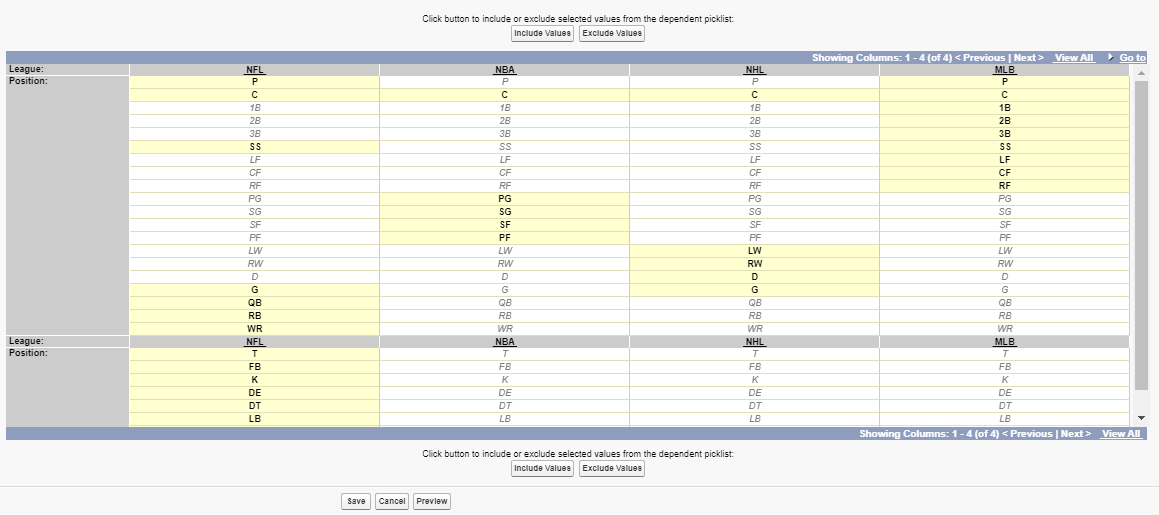 Click button to include or exclude selected values from the dependent picklist:
Include Values Exclude Values
Showing Columns: 1 - 4 (of 4) < Previous | Next > View All Go to
League: NFL NBA NHL MLB
Position: P P P P
C C C C
1B 1B 1B 1B
2B 2B 2B 2B
3B 3B 3B 3B
SS SS SS SS
LF LF LF LF
CF CF CF CF
RF RF RF RF
PG PG PG PG
SG SG SG SG
SF SF SF SF
PF PF PF PF
LW LW LW LW
RW RW RW RW
D D D D
G G G G
QB QB QB QB
RB RB RB RB
WR WR WR WR
League: NFL NBA NHL MLB
Position: T T T T
FB FB FB FB
K K K K
DE DE DE DE
DT DT DT DT
LB LB LB LB
Showing Columns: 1 - 4 (of 4) < Previous | Next > View All
Click button to include or exclude selected values from the dependent picklist:
Include Values Exclude Values
Save Cancel Preview